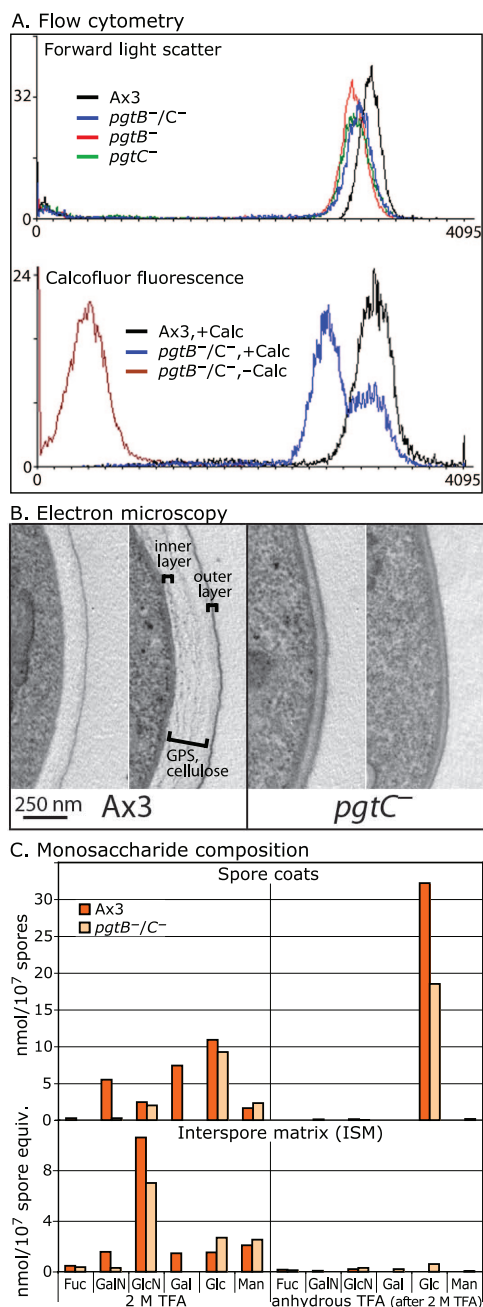 A. Flow cytometry
Forward light scatter
32
Ax3
pgtB⁻/C⁻
pgtB⁻
pgtC⁻
0
0
4095
24
Calcofluor fluorescence
Ax3,+Calc
pgtB⁻/C⁻,+Calc
pgtB⁻/C⁻,−Calc
0
0
4095
B. Electron microscopy
inner
layer
outer
layer
GPS,
cellulose
250 nm
Ax3
pgtC⁻
C. Monosaccharide composition
Spore coats
Ax3
pgtB⁻/C⁻
nmol/10⁷ spores
30
25
20
15
10
5
0
Interspore matrix (ISM)
nmol/10⁷ spore equiv.
8
4
0
Fuc GalN GlcN Gal Glc Man Fuc GalN GlcN Gal Glc Man
2 M TFA anhydrous TFA (after 2 M TFA)